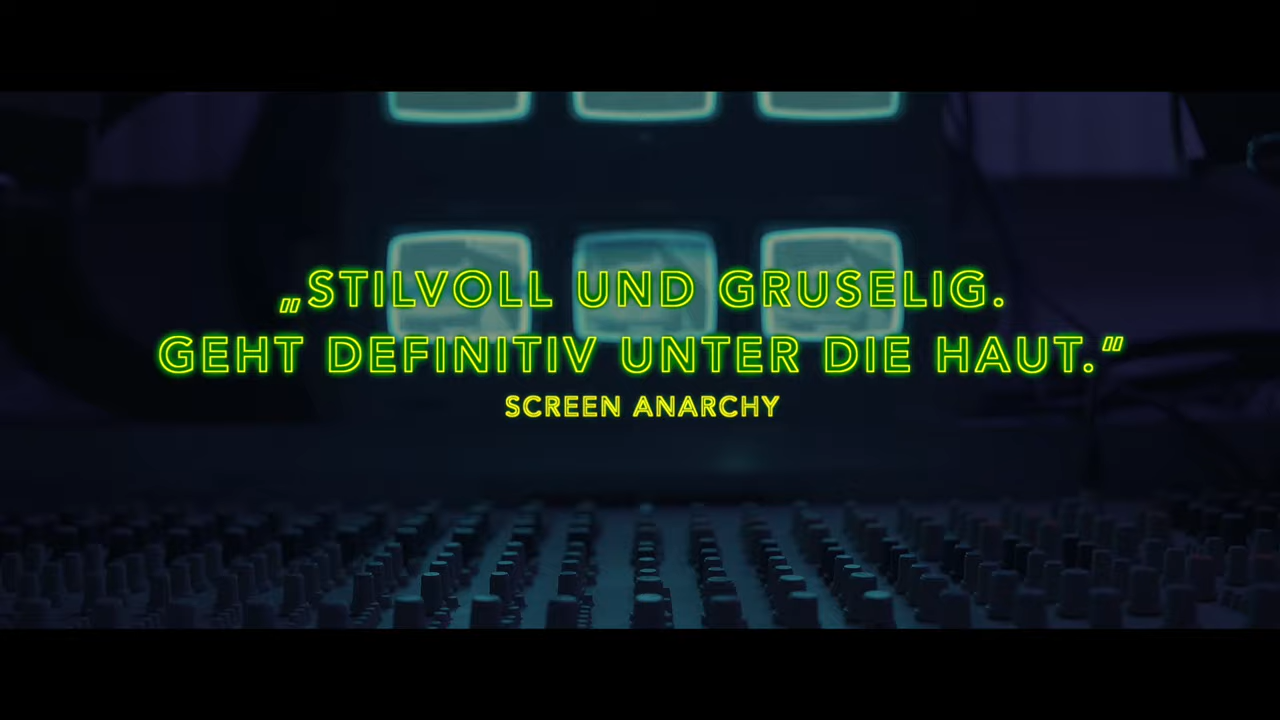 „STILVOLL UND GRUSELIG.
GEHT DEFINITIV UNTER DIE HAUT.“
SCREEN ANARCHY